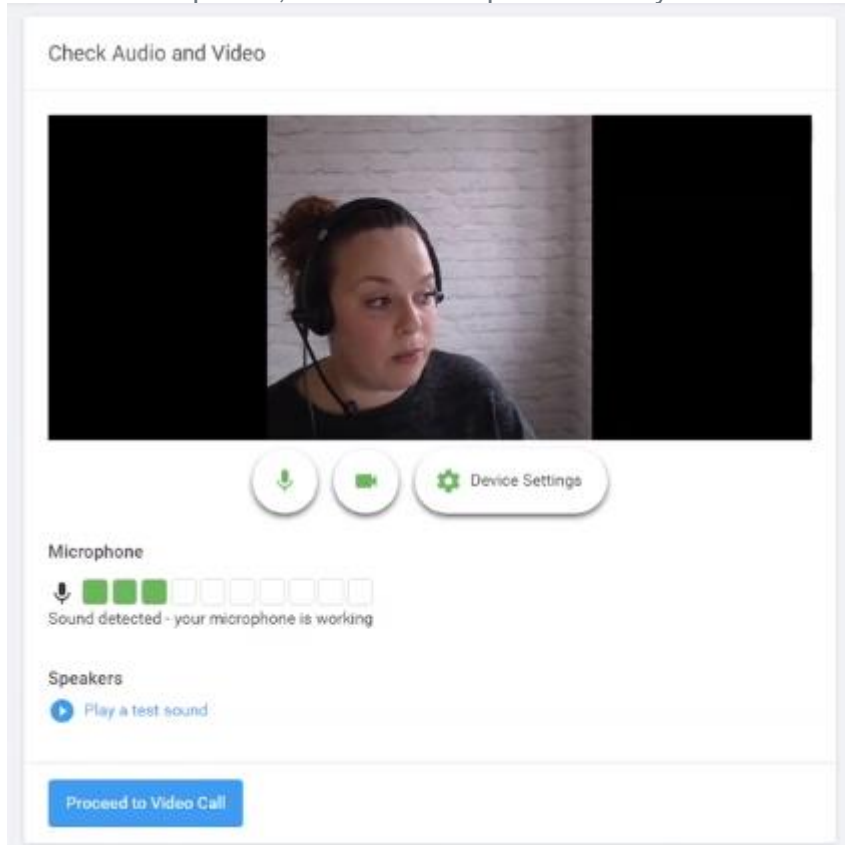 Check Audio and Video
Device Settings
Microphone
Sound detected - your microphone is working
Speakers
Play a test sound
Proceed to Video Call